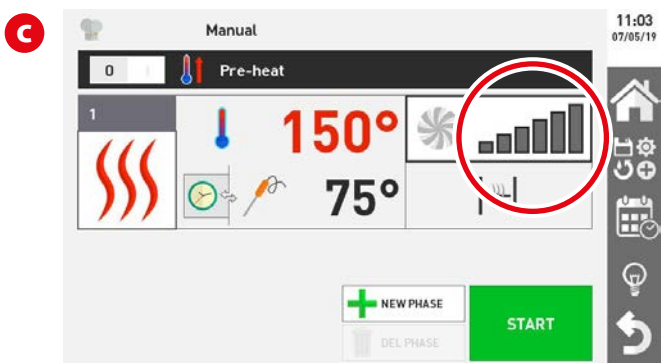 C
Manual
11:03
07/05/19
0 I Pre-heat
1
150°
75°
NEW PHASE
DEL PHASE
START